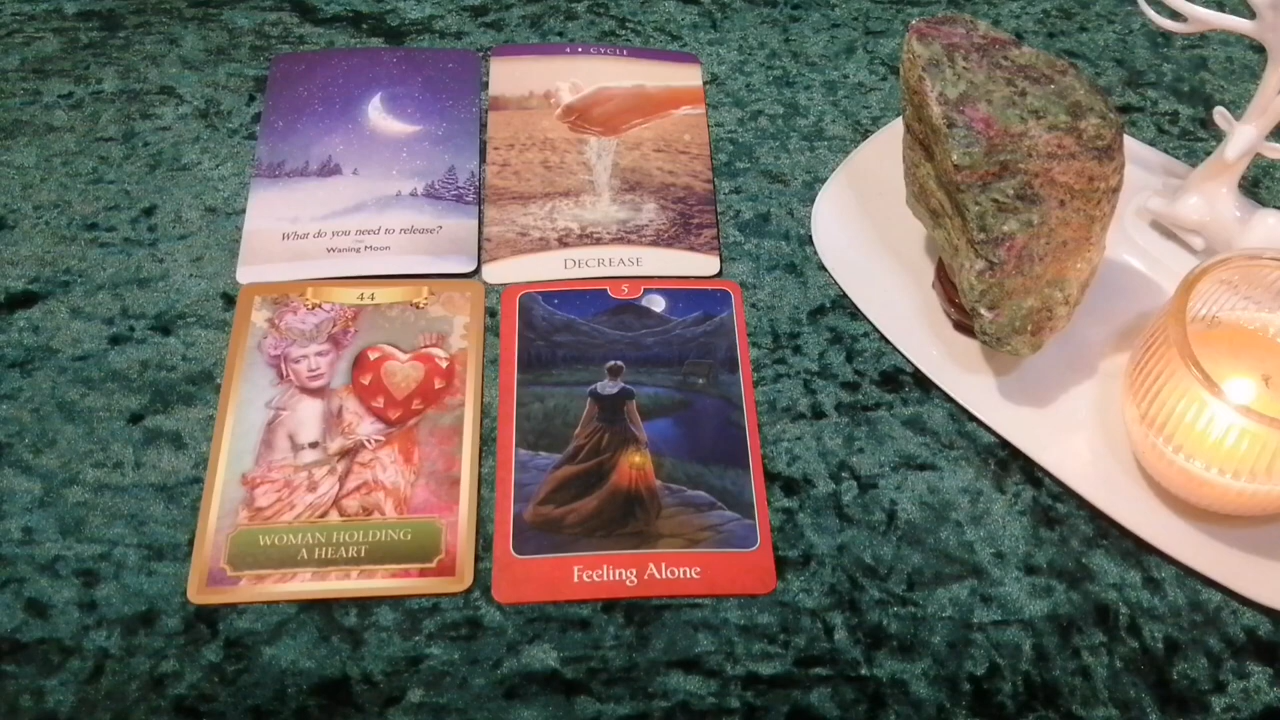 What do you need to release?
Waning Moon
4 • CYCLE
DECREASE
44
WOMAN HOLDING
A HEART
5
Feeling Alone